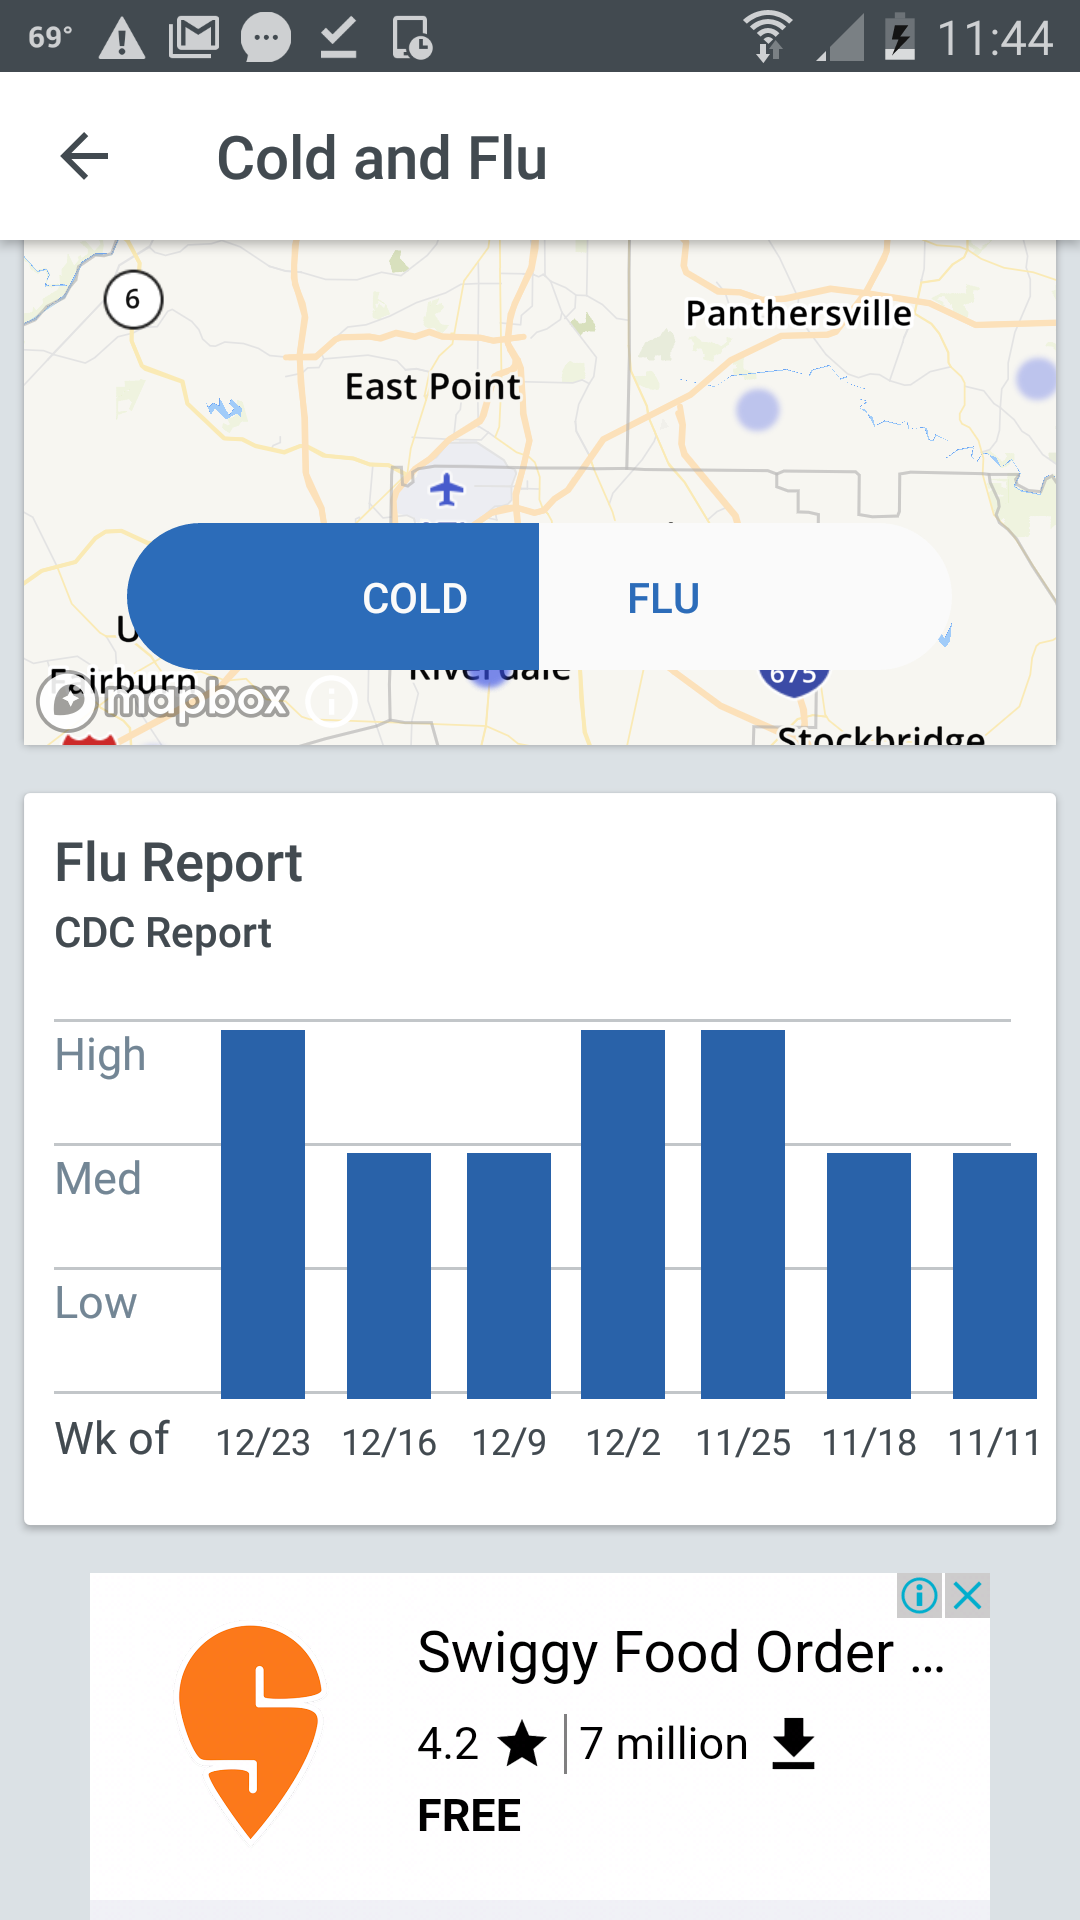 69° 11:44
Cold and Flu
6
Panthersville
East Point
COLD FLU
U
Fairburn Riverdale 675
mapbox
Stockbridge
Flu Report
CDC Report
High
Med
Low
Wk of 12/23 12/16 12/9 12/2 11/25 11/18 11/11
Swiggy Food Order ...
4.2 7 million
FREE